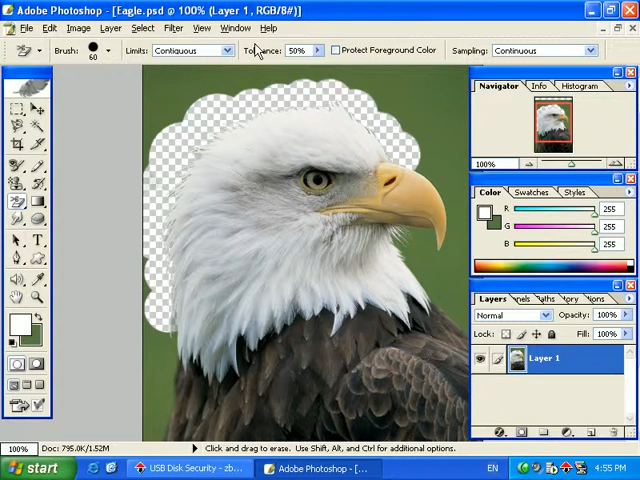 Adobe Photoshop - [Eagle.psd @ 100% (Layer 1, RGB/8#)]
File Edit Image Layer Select Filter View Window Help
Brush: 60 Limits: Contiguous Tolerance: 50% Protect Foreground Color Sampling: Continuous
Navigator Info Histogram
100%
Color Swatches Styles
R 255
G 255
B 255
Layers
Normal Opacity: 100%
Lock: Fill: 100%
Layer 1
100% Doc: 795.0K/1.52M Click and drag to erase. Use Shift, Alt, and Ctrl for additional options.
start USB Disk Security - zb... Adobe Photoshop - [... EN 4:55 PM